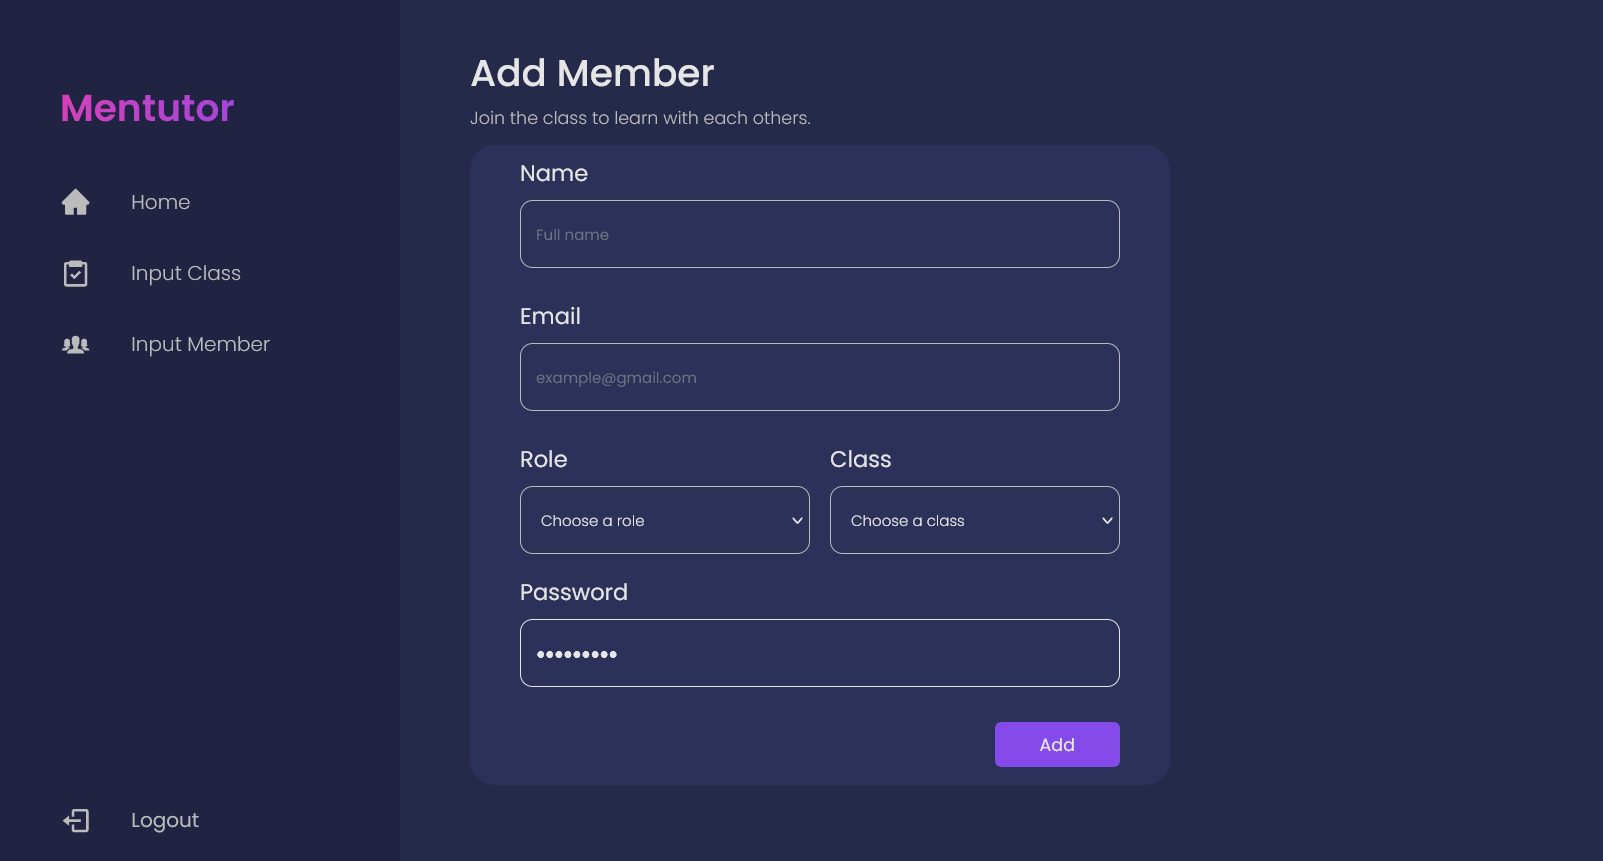 Mentutor
Home
Input Class
Input Member
Logout
Add Member
Join the class to learn with each others.
Name
Full name
Email
example@gmail.com
Role
Class
Choose a role
Choose a class
Password
•••••••••
Add